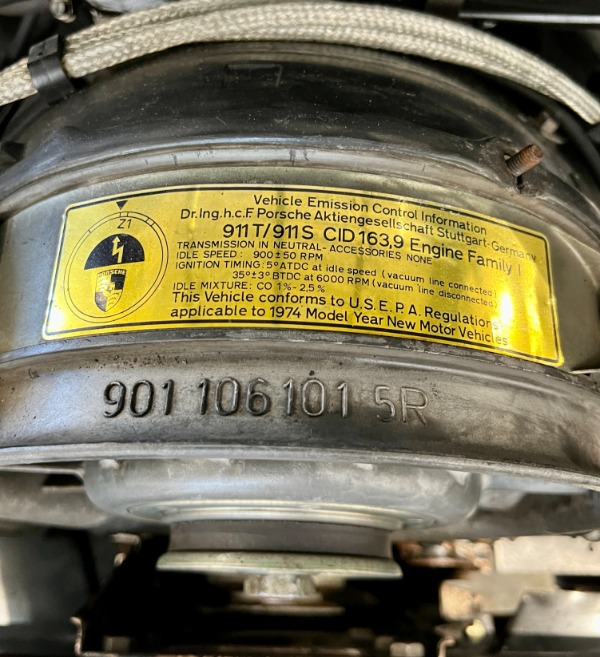 Vehicle Emission Control Information
Dr.Ing.h.c.F Porsche Aktiengesellschaft Stuttgart-Germany
911T/911S CID 163,9 Engine Family I
TRANSMISSION IN NEUTRAL- ACCESSORIES NONE
IDLE SPEED: 900±50 RPM
IGNITION TIMING: 5°ATDC at idle speed (vacuum line connected)
35°±3° BTDC at 6000 RPM (vacuum line disconnected)
IDLE MIXTURE: CO 1%-2,5%
This Vehicle conforms to U.S.E.P.A. Regulations
applicable to 1974 Model Year New Motor Vehicles
Z1
PORSCHE
901 106 101 5R